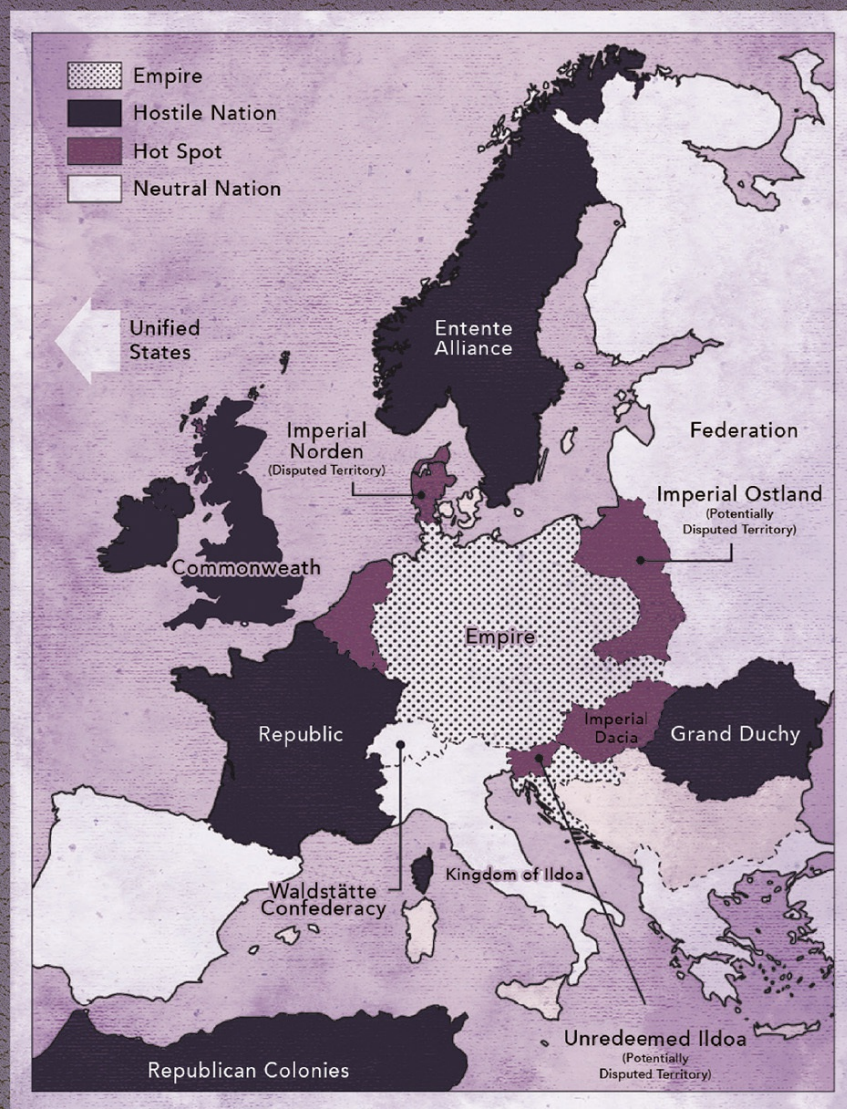 Empire
Hostile Nation
Hot Spot
Neutral Nation
Unified
States
Entente
Alliance
Imperial
Norden
(Disputed Territory)
Federation
Imperial Ostland
(Potentially
Disputed Territory)
Commonweath
Empire
Republic
Imperial
Dacia
Grand Duchy
Kingdom of Ildoa
Waldstätte
Confederacy
Unredeemed Ildoa
(Potentially
Disputed Territory)
Republican Colonies